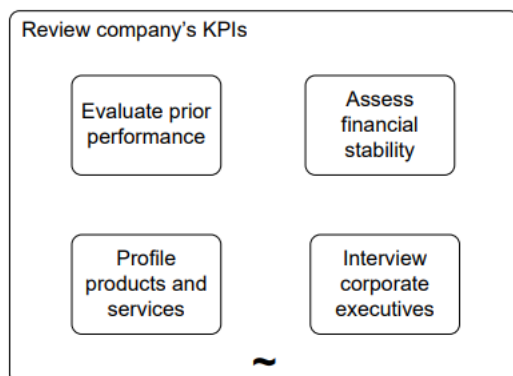 Review company's KPIs
Evaluate prior
performance
Assess
financial
stability
Profile
products and
services
Interview
corporate
executives
~